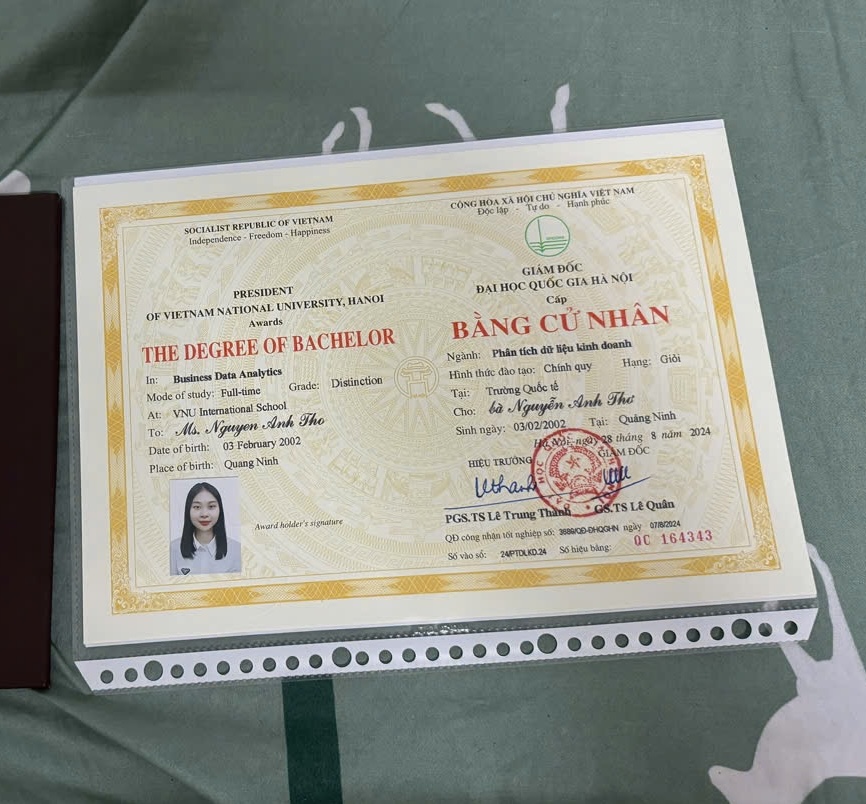 SOCIALIST REPUBLIC OF VIETNAM
Independence - Freedom - Happiness
PRESIDENT
OF VIETNAM NATIONAL UNIVERSITY, HANOI
Awards
THE DEGREE OF BACHELOR
In: Business Data Analytics
Mode of study: Full-time Grade: Distinction
At: VNU International School
To: Ms. Nguyen Anh Tho
Date of birth: 03 February 2002
Place of birth: Quang Ninh
Award holder's signature
CỘNG HÒA XÃ HỘI CHỦ NGHĨA VIỆT NAM
Độc lập - Tự do - Hạnh phúc
GIÁM ĐỐC
ĐẠI HỌC QUỐC GIA HÀ NỘI
Cấp
BẰNG CỬ NHÂN
Ngành: Phân tích dữ liệu kinh doanh
Hình thức đào tạo: Chính quy Hạng: Giỏi
Tại: Trường Quốc tế
Cho: bà Nguyễn Anh Thơ
Sinh ngày: 03/02/2002 Tại: Quảng Ninh
Hà Nội, ngày 28 tháng 8 năm 2024
HIỆU TRƯỞNG GIÁM ĐỐC
PGS.TS Lê Trung Thành GS.TS Lê Quân
QĐ công nhận tốt nghiệp số: 3686/QĐ-ĐHQGHN ngày 07/8/2024
Số vào sổ: 24/PTDLKD.24 Số hiệu bằng: QC 164343